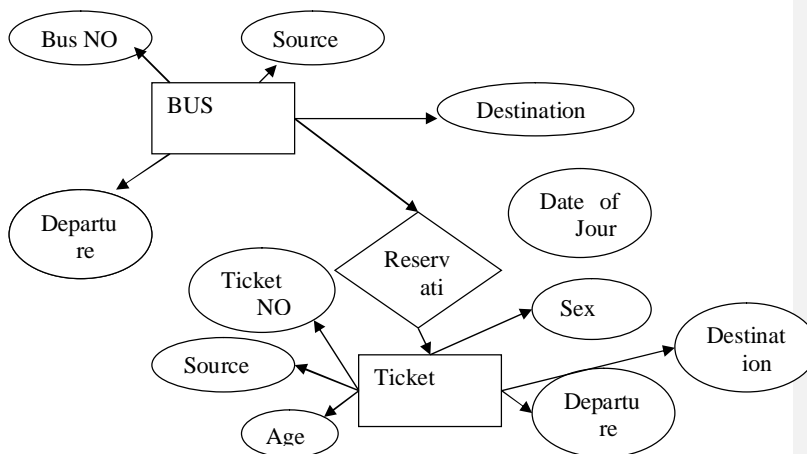 Bus NO
Source
BUS
Destination
Departu
re
Date of
Jour
Reserv
ati
Ticket
NO
Sex
Destinat
ion
Source
Ticket
Departu
re
Age